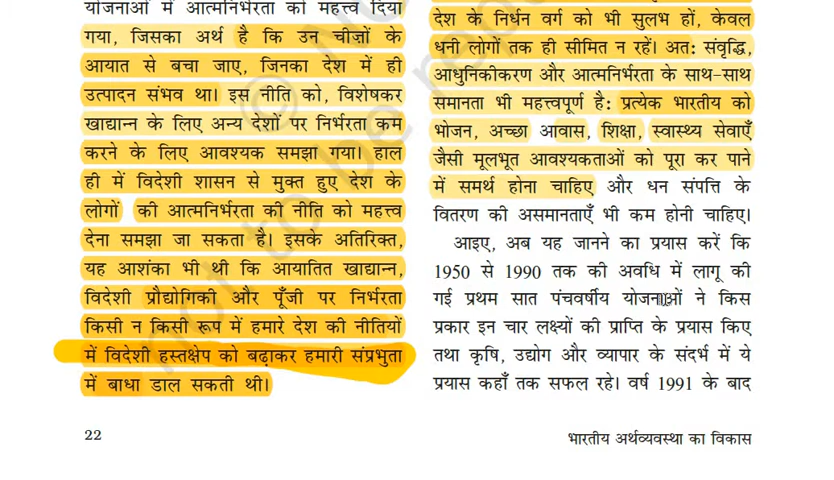 योजनाओं में आत्मनिर्भरता को महत्त्व दिया
गया, जिसका अर्थ है कि उन चीजों के
आयात से बचा जाए, जिनका देश में ही
उत्पादन संभव था। इस नीति को, विशेषकर
खाद्यान्न के लिए अन्य देशों पर निर्भरता कम
करने के लिए आवश्यक समझा गया। हाल
ही में विदेशी शासन से मुक्त हुए देश के
लोगों की आत्मनिर्भरता की नीति को महत्त्व
देना समझा जा सकता है। इसके अतिरिक्त,
यह आशंका भी थी कि आयातित खाद्यान्न,
विदेशी प्रौद्योगिकी और पूँजी पर निर्भरता
किसी न किसी रूप में हमारे देश की नीतियों
में विदेशी हस्तक्षेप को बढ़ाकर हमारी संप्रभुता
में बाधा डाल सकती थी।
देश के निर्धन वर्ग को भी सुलभ हों, केवल
धनी लोगों तक ही सीमित न रहें। अत: संवृद्धि,
आधुनिकीकरण और आत्मनिर्भरता के साथ-साथ
समानता भी महत्त्वपूर्ण है: प्रत्येक भारतीय को
भोजन, अच्छा आवास, शिक्षा, स्वास्थ्य सेवाएँ
जैसी मूलभूत आवश्यकताओं को पूरा कर पाने
में समर्थ होना चाहिए और धन संपत्ति के
वितरण की असमानताएँ भी कम होनी चाहिए।
आइए, अब यह जानने का प्रयास करें कि
1950 से 1990 तक की अवधि में लागू की
गई प्रथम सात पंचवर्षीय योजनाओं ने किस
प्रकार इन चार लक्ष्यों की प्राप्ति के प्रयास किए
तथा कृषि, उद्योग और व्यापार के संदर्भ में ये
प्रयास कहाँ तक सफल रहे। वर्ष 1991 के बाद
22
भारतीय अर्थव्यवस्था का विकास